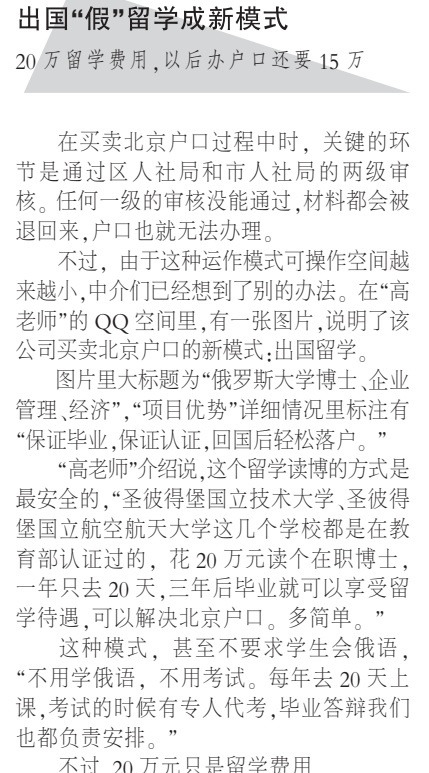 出国“假”留学成新模式
20 万留学费用,以后办户口还要 15 万
在买卖北京户口过程中时，关键的环
节是通过区人社局和市人社局的两级审
核。任何一级的审核没能通过,材料都会被
退回来,户口也就无法办理。
不过，由于这种运作模式可操作空间越
来越小,中介们已经想到了别的办法。在“高
老师”的 QQ 空间里,有一张图片,说明了该
公司买卖北京户口的新模式:出国留学。
图片里大标题为“俄罗斯大学博士、企业
管理、经济”,“项目优势”详细情况里标注有
“保证毕业,保证认证,回国后轻松落户。”
“高老师”介绍说,这个留学读博的方式是
最安全的,“圣彼得堡国立技术大学、圣彼得
堡国立航空航天大学这几个学校都是在教
育部认证过的，花 20 万元读个在职博士，
一年只去 20 天,三年后毕业就可以享受留
学待遇,可以解决北京户口。多简单。”
这种模式，甚至不要求学生会俄语，
“不用学俄语，不用考试。每年去 20 天上
课,考试的时候有专人代考,毕业答辩我们
也都负责安排。”
不过,20 万元只是留学费用